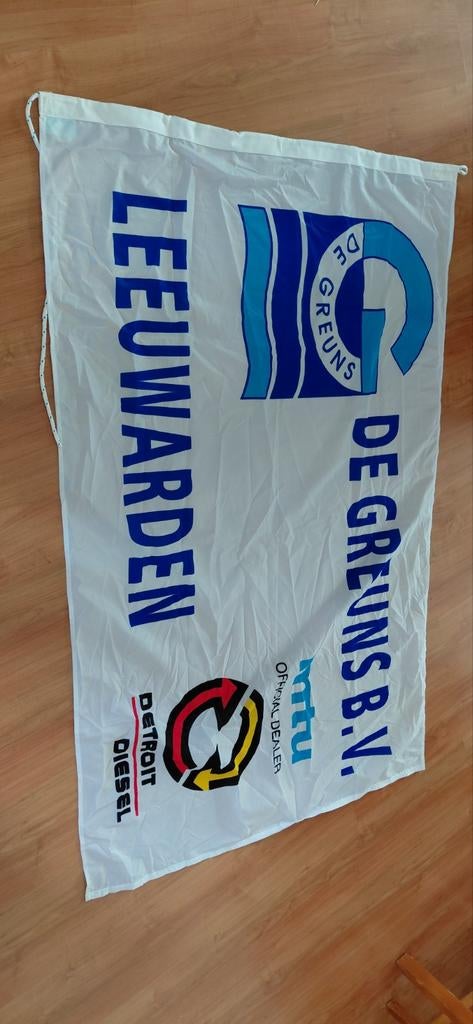 DE GREUNS
DE GREUNS B.V.
mtu
OFFICIAL DEALER
LEEUWARDEN
DETROIT
DIESEL